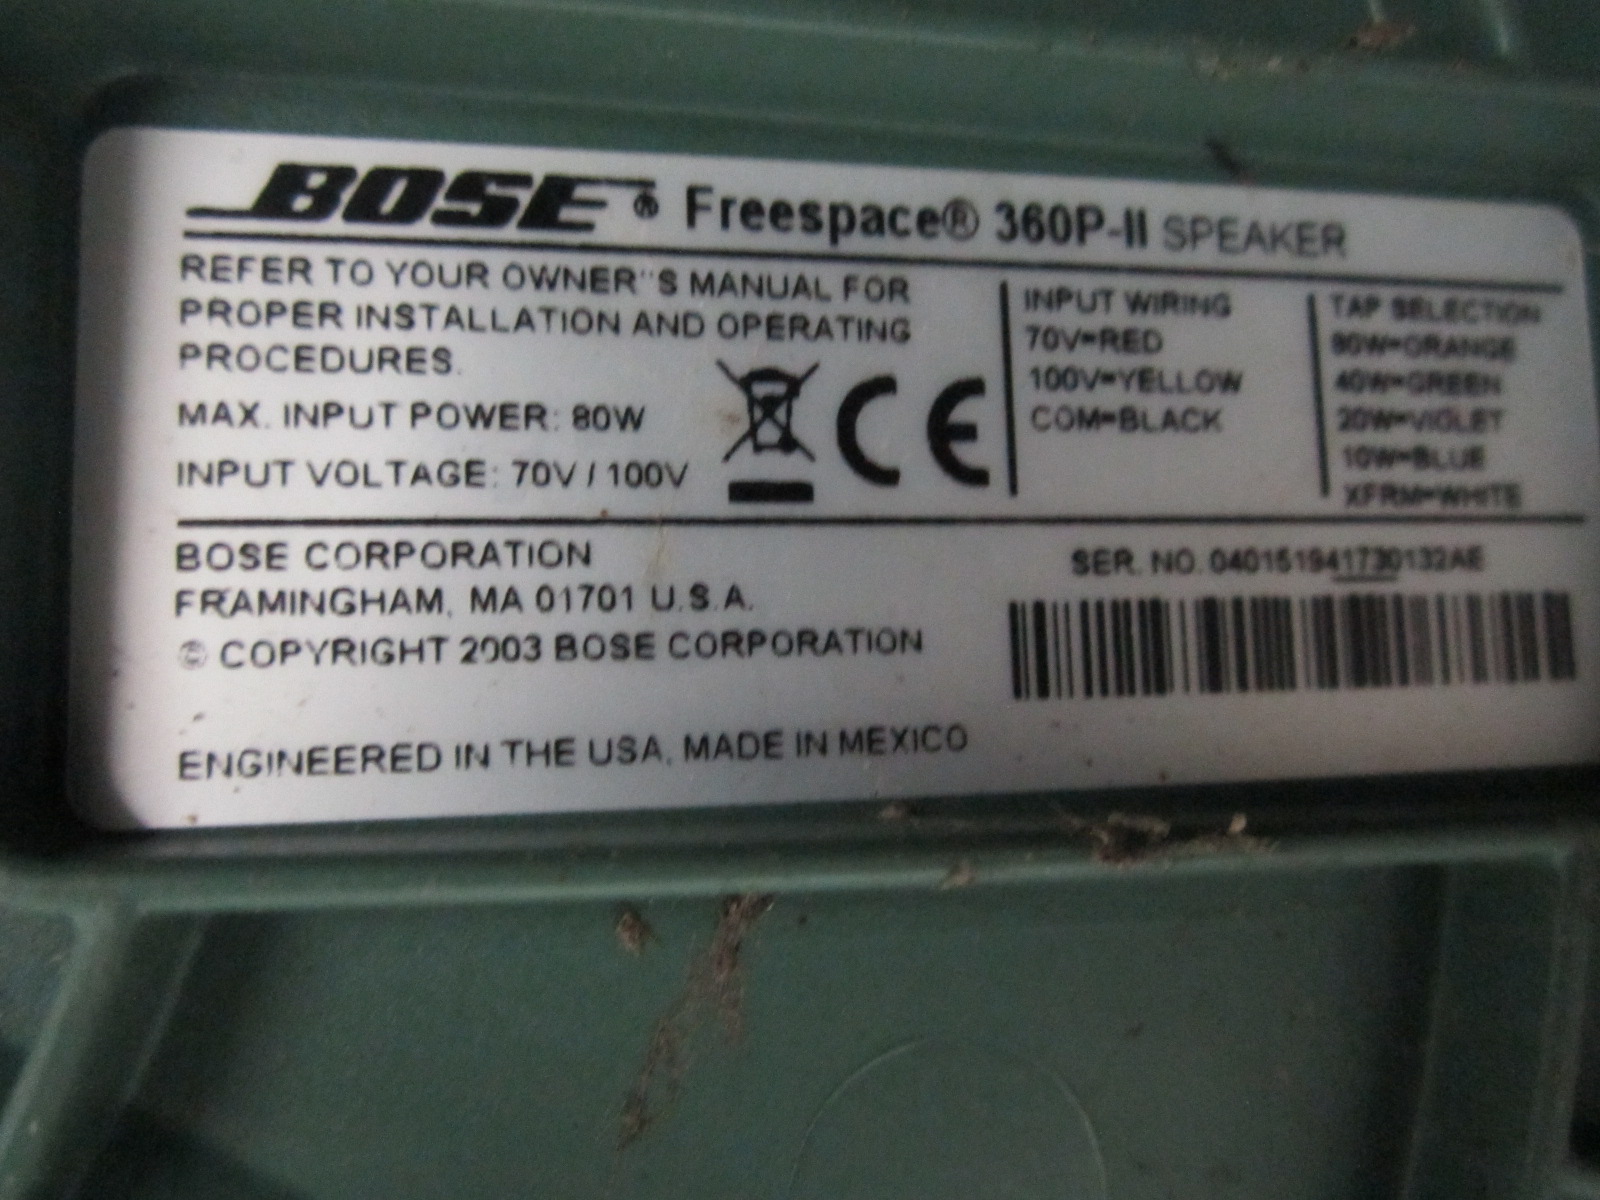 BOSE® Freespace® 360P-II SPEAKER
REFER TO YOUR OWNER"S MANUAL FOR
PROPER INSTALLATION AND OPERATING
PROCEDURES.
MAX. INPUT POWER: 80W
INPUT VOLTAGE: 70V / 100V
CE
INPUT WIRING
70V=RED
100V=YELLOW
COM=BLACK
TAP SELECTION
80W=ORANGE
40W=GREEN
20W=VIOLET
10W=BLUE
XFRM=WHITE
BOSE CORPORATION
FRAMINGHAM, MA 01701 U.S.A.
© COPYRIGHT 2003 BOSE CORPORATION
SER. NO. 040151941730132AE
ENGINEERED IN THE USA, MADE IN MEXICO